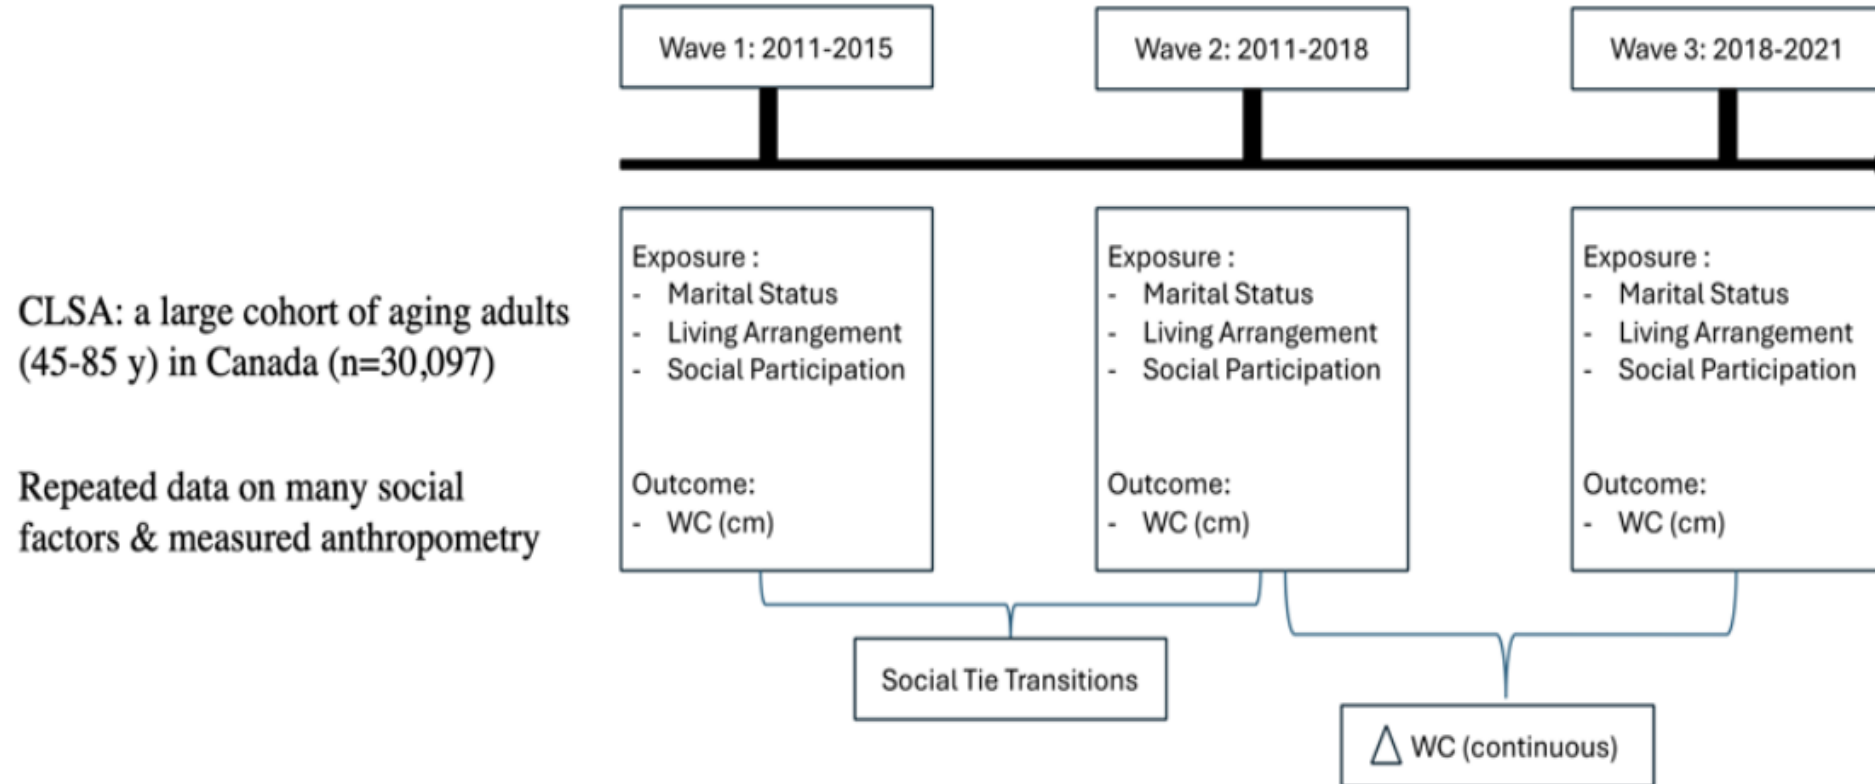 Wave 1: 2011-2015
Wave 2: 2011-2018
Wave 3: 2018-2021
CLSA: a large cohort of aging adults
(45-85 y) in Canada (n=30,097)
Repeated data on many social
factors & measured anthropometry
Exposure :
- Marital Status
- Living Arrangement
- Social Participation
Outcome:
- WC (cm)
Exposure :
- Marital Status
- Living Arrangement
- Social Participation
Outcome:
- WC (cm)
Exposure :
- Marital Status
- Living Arrangement
- Social Participation
Outcome:
- WC (cm)
Social Tie Transitions
△ WC (continuous)